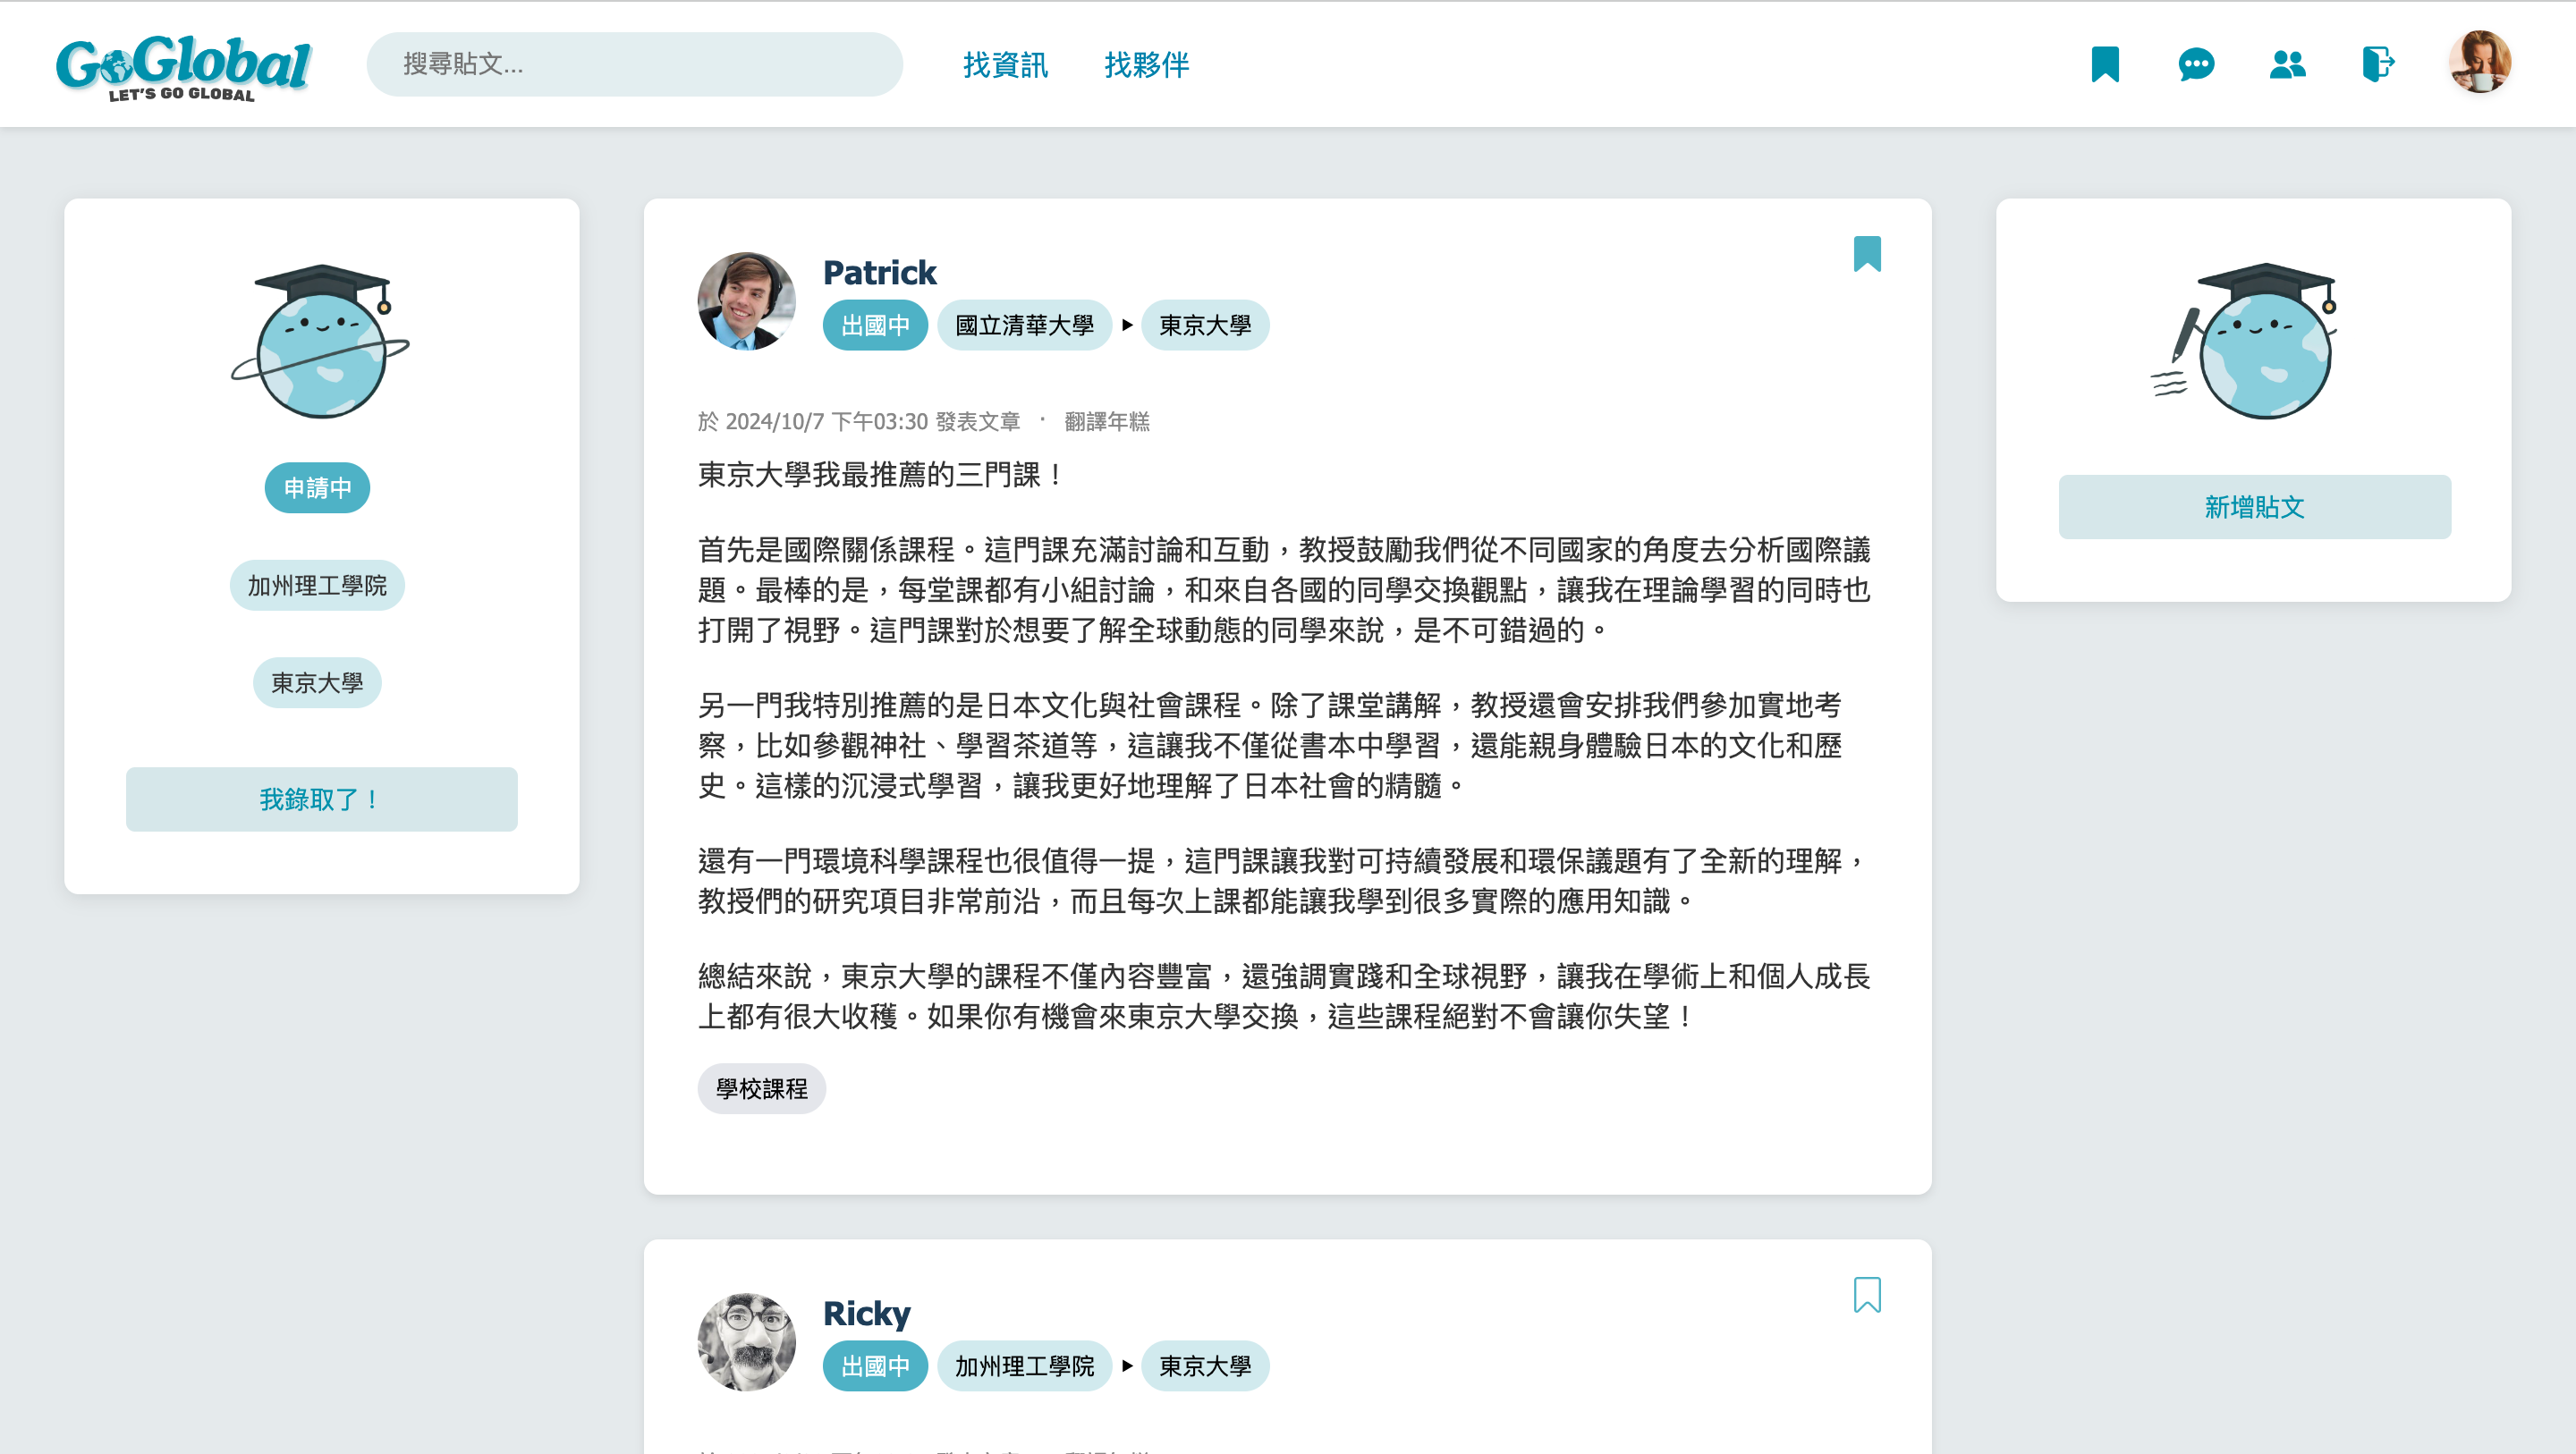 GoGlobal
LET'S GO GLOBAL
搜尋貼文...
找資訊
找夥伴
申請中
加州理工學院
東京大學
我錄取了！
Patrick
出國中 國立清華大學 ▶ 東京大學
於 2024/10/7 下午03:30 發表文章 · 翻譯年糕
東京大學我最推薦的三門課！
首先是國際關係課程。這門課充滿討論和互動，教授鼓勵我們從不同國家的角度去分析國際議
題。最棒的是，每堂課都有小組討論，和來自各國的同學交換觀點，讓我在理論學習的同時也
打開了視野。這門課對於想要了解全球動態的同學來說，是不可錯過的。
另一門我特別推薦的是日本文化與社會課程。除了課堂講解，教授還會安排我們參加實地考
察，比如參觀神社、學習茶道等，這讓我不僅從書本中學習，還能親身體驗日本的文化和歷
史。這樣的沉浸式學習，讓我更好地理解了日本社會的精髓。
還有一門環境科學課程也很值得一提，這門課讓我對可持續發展和環保議題有了全新的理解，
教授們的研究項目非常前沿，而且每次上課都能讓我學到很多實際的應用知識。
總結來說，東京大學的課程不僅內容豐富，還強調實踐和全球視野，讓我在學術上和個人成長
上都有很大收穫。如果你有機會來東京大學交換，這些課程絕對不會讓你失望！
學校課程
新增貼文
Ricky
出國中 加州理工學院 ▶ 東京大學